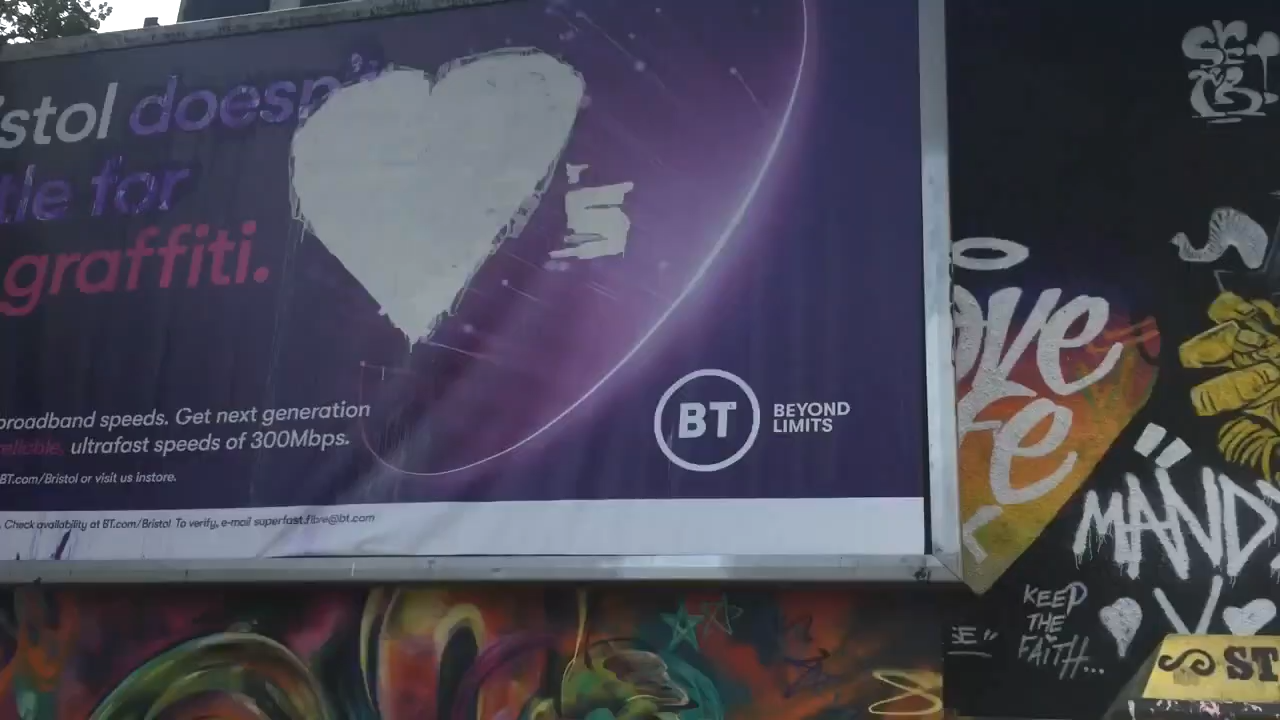 istol doesn't
tle for
graffiti.
's
broadband speeds. Get next generation
reliable, ultrafast speeds of 300Mbps.
BT.com/Bristol or visit us instore.
. Check availability at BT.com/Bristol To verify, e-mail superfast.fibre@bt.com
BT BEYOND
LIMITS
ove
fe
"MANDY
V
KEEP
THE
FAITH...
E"
ST